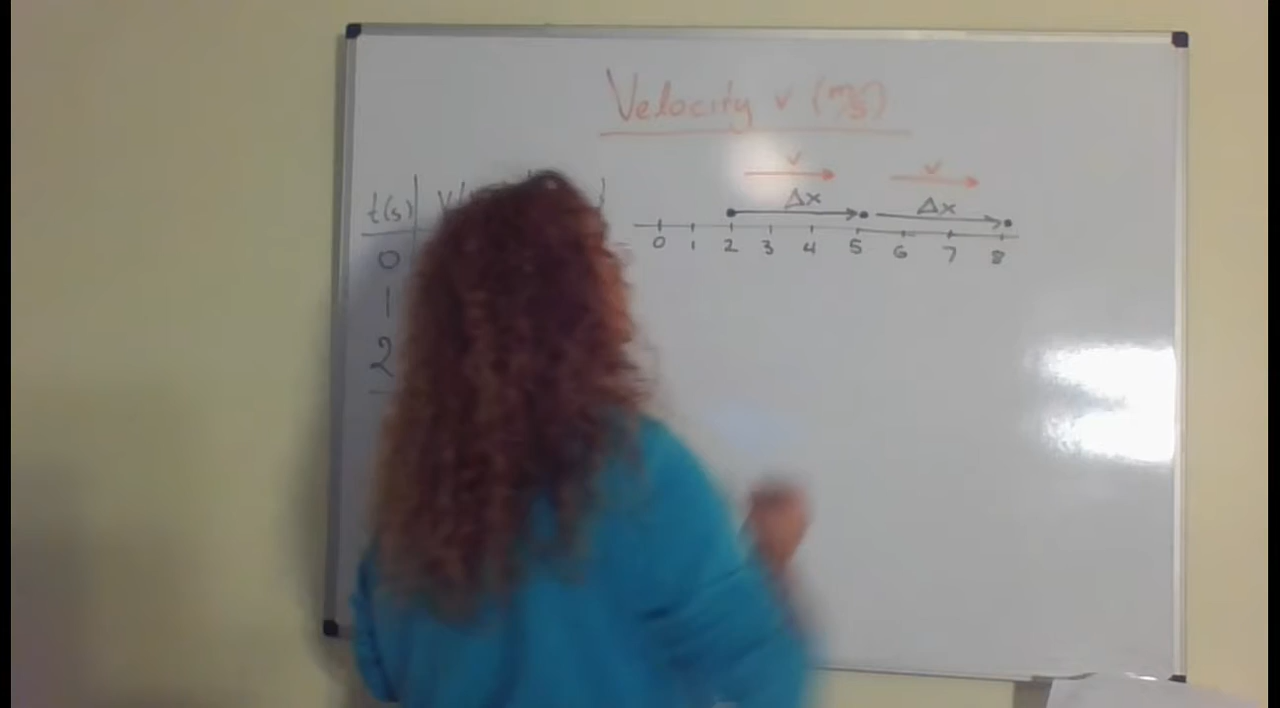 Velocity v (m/s)
v v
t(s) Δx Δx
0 0 1 2 3 4 5 6 7 8
1
2